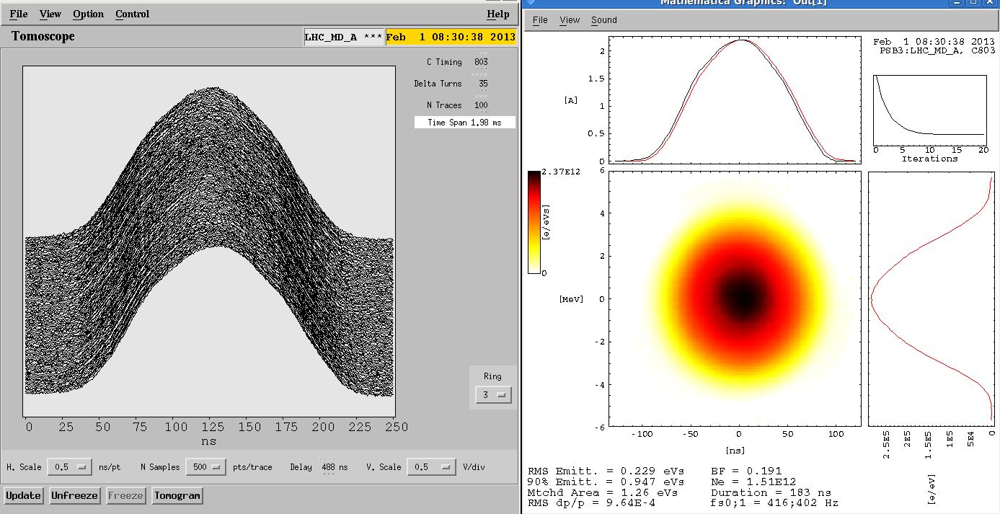 File View Option Control Help
Tomoscope
LHC_MD_A *** Feb 1 08:30:38 2013
C Timing 803
Delta Turns 35
N Traces 100
Time Span 1.98 ms
Ring
3
0 25 50 75 100 125 150 175 200 225 250
ns
H. Scale 0.5 ns/pt N Samples 500 pts/trace Delay 488 ns V. Scale 0.5 V/div
Update Unfreeze Freeze Tomogram
Mathematica Graphics: Out[1]
File View Sound
Feb 1 08:30:38 2013
PSB3:LHC_MD_A, C803
2
1.5
[A]
1
0.5
0
0 5 10 15 20
Iterations
2.37E12
[e/eVs]
0
6
4
2
[MeV]
0
-2
-4
-6
-100 -50 0 50 100
[ns]
2.5E5 2E5 1.5E5 1E5 5E4 0
[e/eV]
RMS Emitt. = 0.229 eVs BF = 0.191
90% Emitt. = 0.947 eVs Ne = 1.51E12
Mtchd Area = 1.26 eVs Duration = 183 ns
RMS dp/p = 9.64E-4 fs0;1 = 416;402 Hz